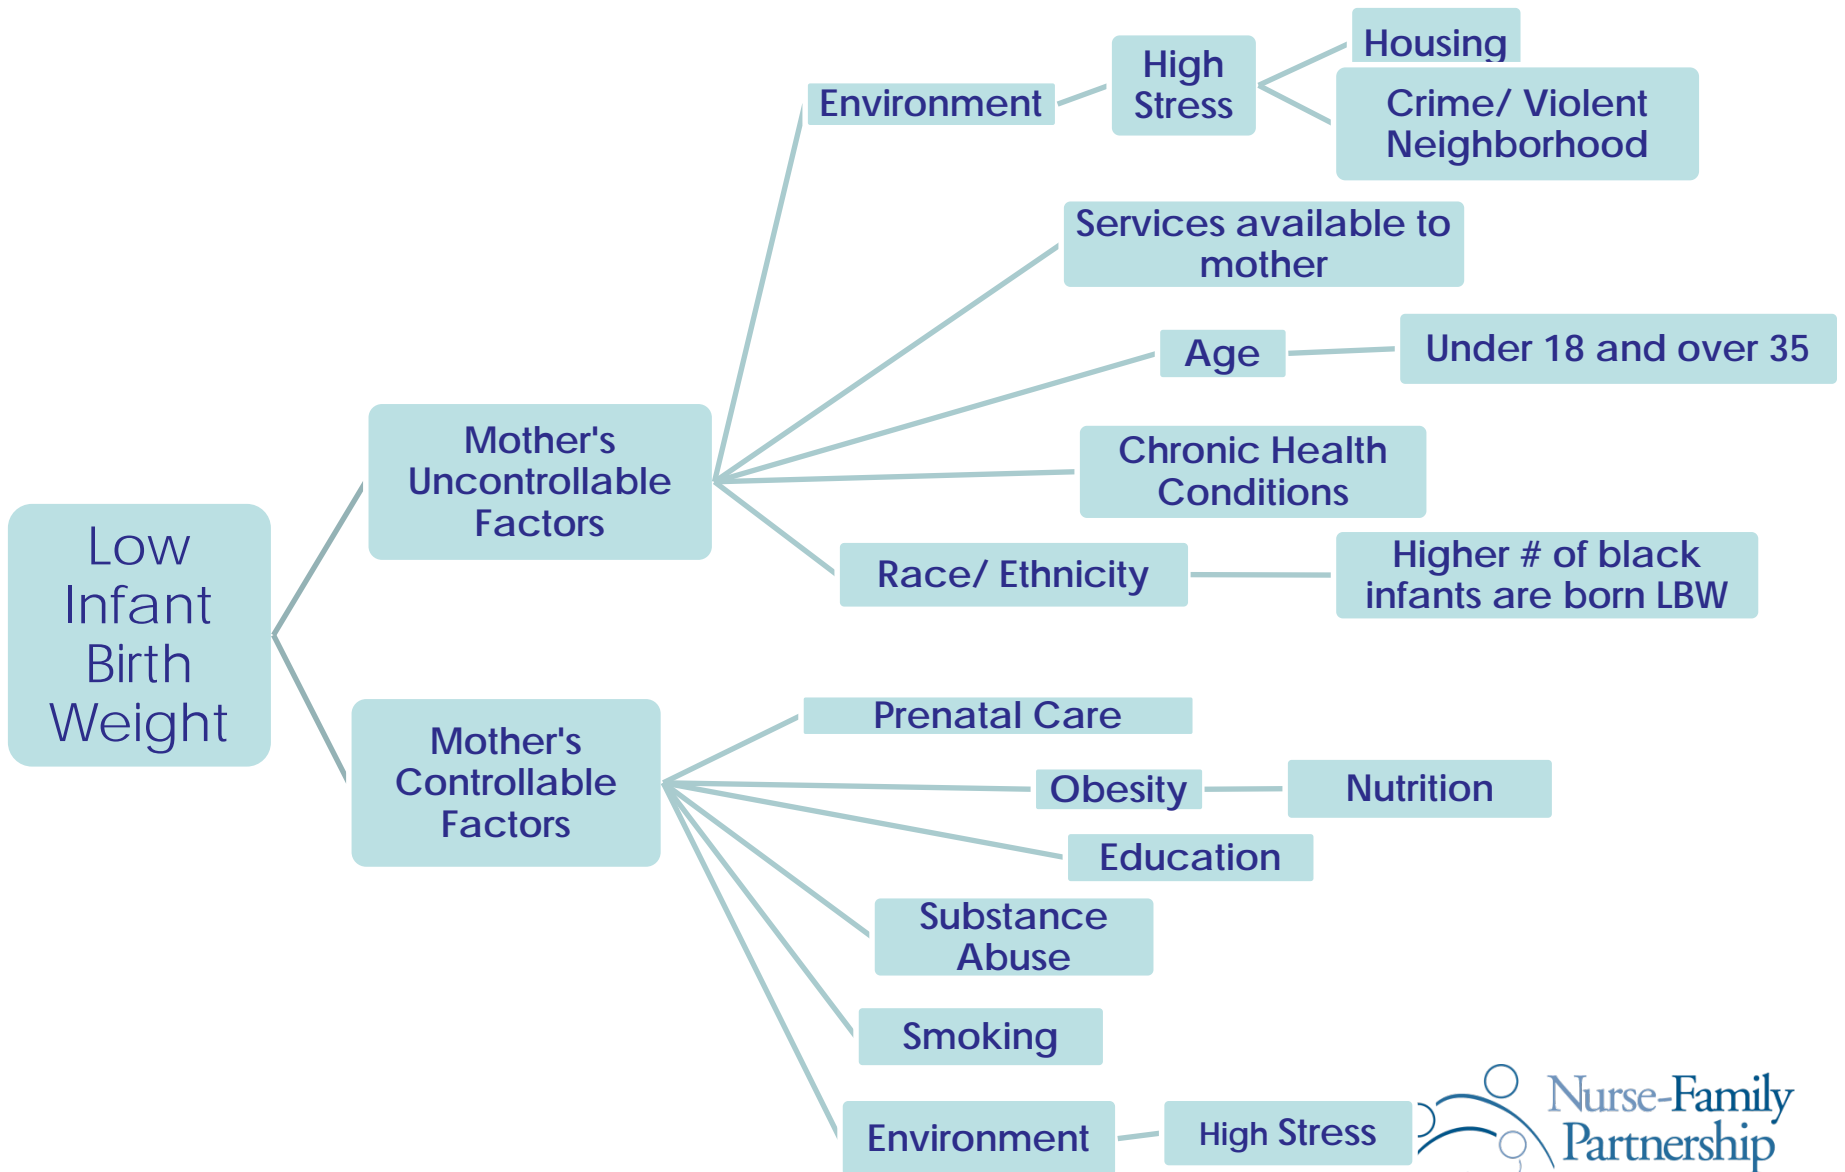 Low
Infant
Birth
Weight
Mother's
Uncontrollable
Factors
Environment
High
Stress
Housing
Crime/ Violent
Neighborhood
Services available to
mother
Age
Under 18 and over 35
Chronic Health
Conditions
Race/ Ethnicity
Higher # of black
infants are born LBW
Mother's
Controllable
Factors
Prenatal Care
Obesity
Nutrition
Education
Substance
Abuse
Smoking
Environment
High Stress
Nurse-Family
Partnership